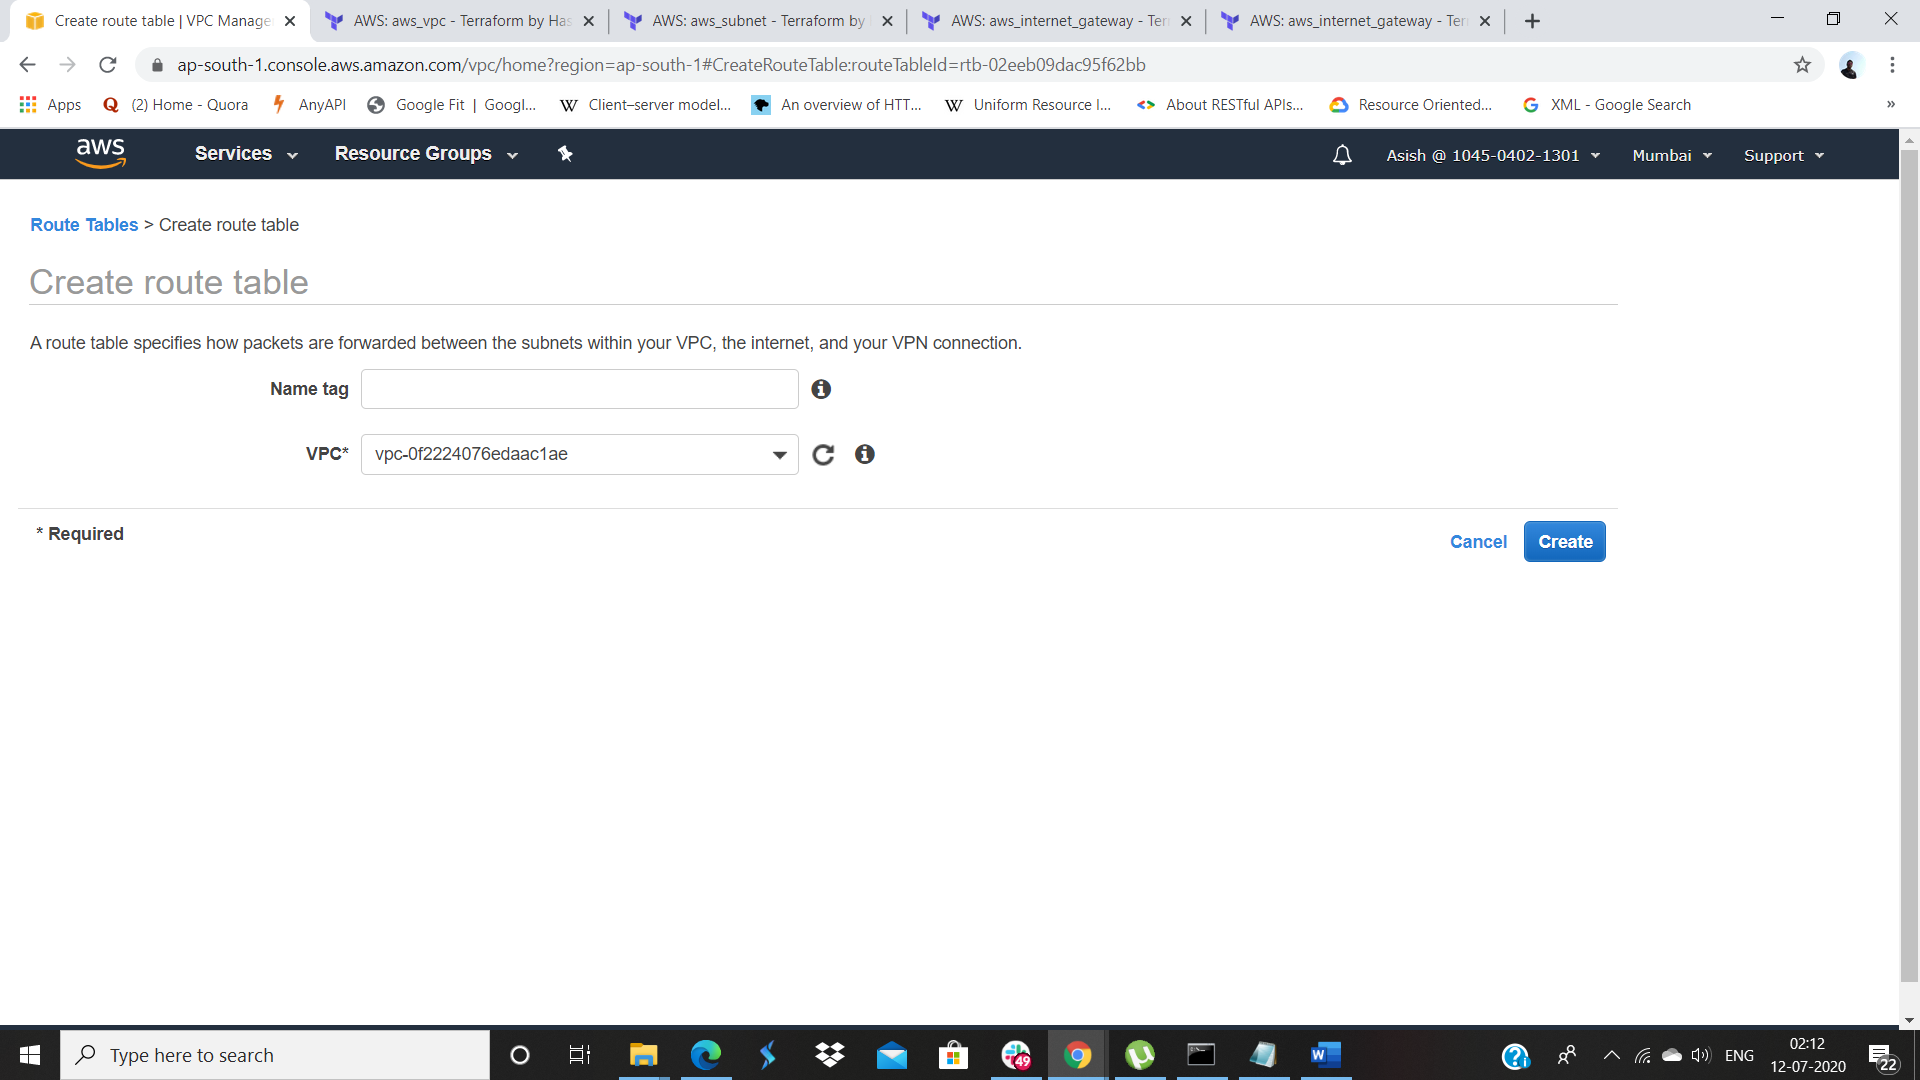 Create route table | VPC Manage
AWS: aws_vpc - Terraform by Has
AWS: aws_subnet - Terraform by
AWS: aws_internet_gateway - Ter
AWS: aws_internet_gateway - Ter
ap-south-1.console.aws.amazon.com/vpc/home?region=ap-south-1#CreateRouteTable:routeTableId=rtb-02eeb09dac95f62bb
Apps
(2) Home - Quora
AnyAPI
Google Fit | Googl...
Client–server model...
An overview of HTT...
Uniform Resource I...
About RESTful APIs...
Resource Oriented...
XML - Google Search
»
aws
Services
Resource Groups
Asish @ 1045-0402-1301
Mumbai
Support
Route Tables > Create route table
Create route table
A route table specifies how packets are forwarded between the subnets within your VPC, the internet, and your VPN connection.
Name tag
VPC*
vpc-0f2224076edaac1ae
* Required
Cancel
Create
Type here to search
49
ENG
02:12
12-07-2020
22